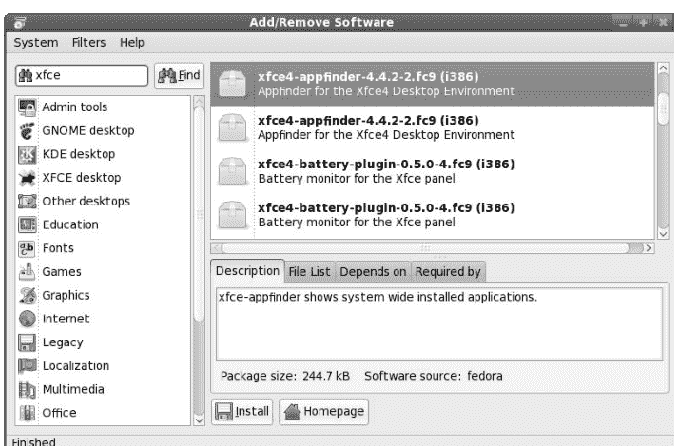 Add/Remove Software
System Filters Help
xfce
Find
Admin tools
GNOME desktop
KDE desktop
XFCE desktop
Other desktops
Education
Fonts
Games
Graphics
Internet
Legacy
Localization
Multimedia
Office
xfce4-appfinder-4.4.2-2.fc9 (i386)
Appfinder for the Xfce4 Desktop Environment
xfce4-appfinder-4.4.2-2.fc9 (i386)
Appfinder for the Xfce4 Desktop Environment
xfce4-battery-plugin-0.5.0-4.fc9 (i386)
Battery monitor for the Xfce panel
xfce4-battery-plugin-0.5.0-4.fc9 (i386)
Battery monitor for the Xfce panel
Description File List Depends on Required by
xfce-appfinder shows system wide installed applications.
Package size: 244.7 kB Software source: fedora
Install Homepage
Finished